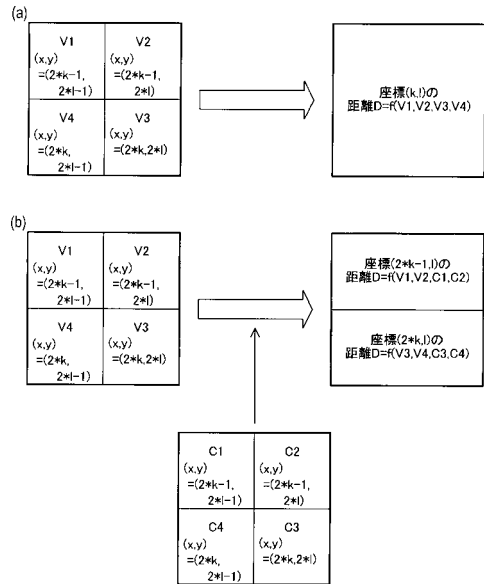 (a)
V1
(x,y)
=(2*k-1,
2*l-1)
V2
(x,y)
=(2*k-1,
2*l)
V4
(x,y)
=(2*k,
2*l-1)
V3
(x,y)
=(2*k,2*l)
座標(k,l)の
距離D=f(V1,V2,V3,V4)
(b)
V1
(x,y)
=(2*k-1,
2*l-1)
V2
(x,y)
=(2*k-1,
2*l)
V4
(x,y)
=(2*k,
2*l-1)
V3
(x,y)
=(2*k,2*l)
座標(2*k-1,l)の
距離D=f(V1,V2,C1,C2)
座標(2*k,l)の
距離D=f(V3,V4,C3,C4)
C1
(x,y)
=(2*k-1,
2*l-1)
C2
(x,y)
=(2*k-1,
2*l)
C4
(x,y)
=(2*k,
2*l-1)
C3
(x,y)
=(2*k,2*l)